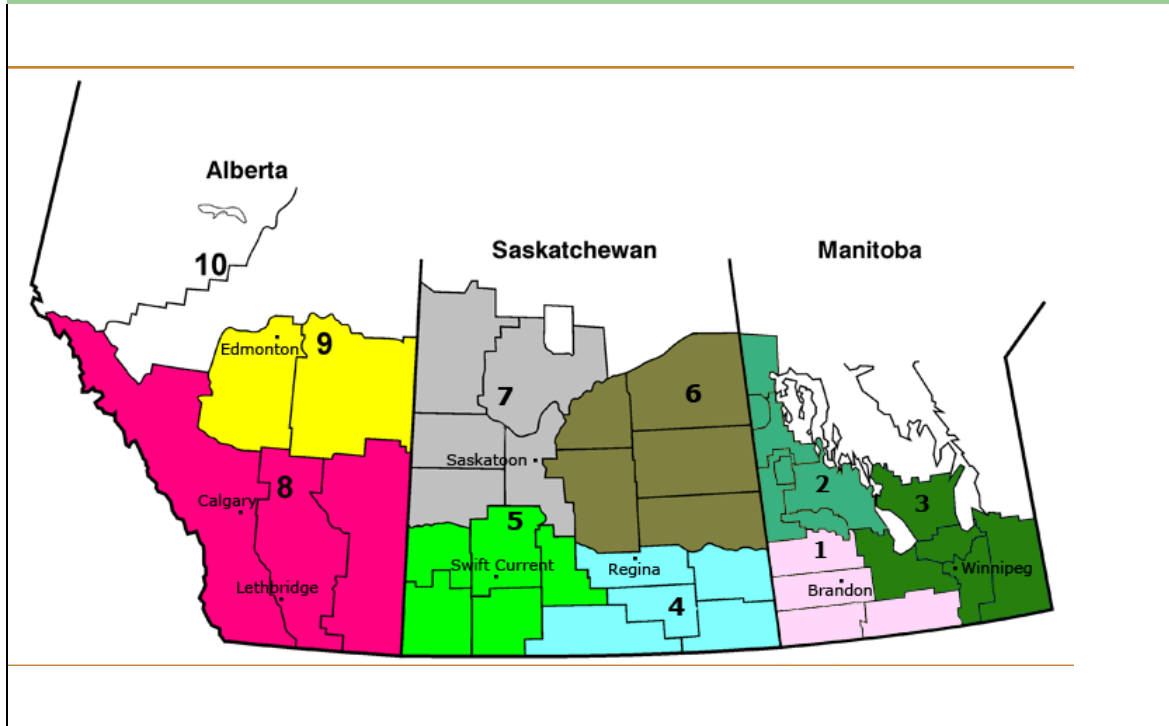 Alberta
Saskatchewan
Manitoba
10
Edmonton
9
7
6
Saskatoon
8
Calgary
2
3
5
1
Swift Current
Regina
Winnipeg
Lethbridge
Brandon
4